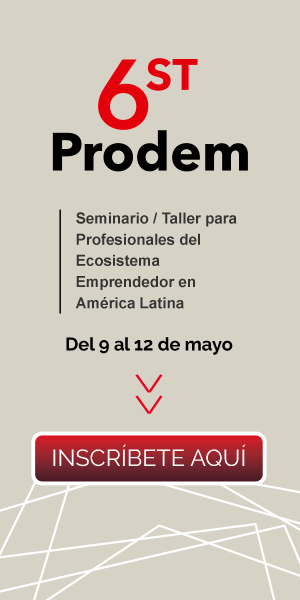 6ST
Prodem
Seminario / Taller para
Profesionales del
Ecosistema
Emprendedor en
América Latina
Del 9 al 12 de mayo
INSCRÍBETE AQUÍ